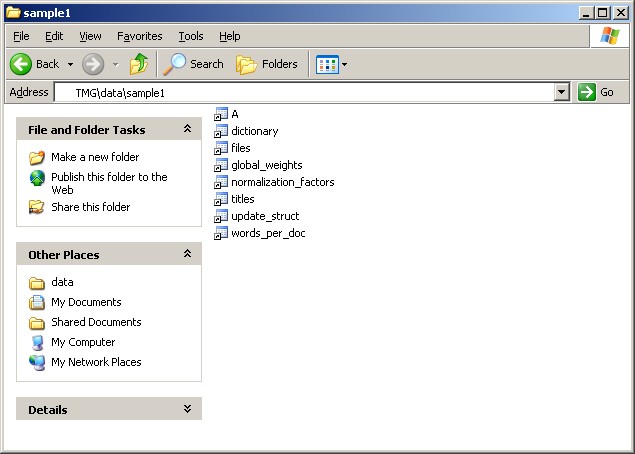 sample1
File Edit View Favorites Tools Help
Back Search Folders
Address TMG\data\sample1 Go
File and Folder Tasks
Make a new folder
Publish this folder to the
Web
Share this folder
Other Places
data
My Documents
Shared Documents
My Computer
My Network Places
Details
A
dictionary
files
global_weights
normalization_factors
titles
update_struct
words_per_doc